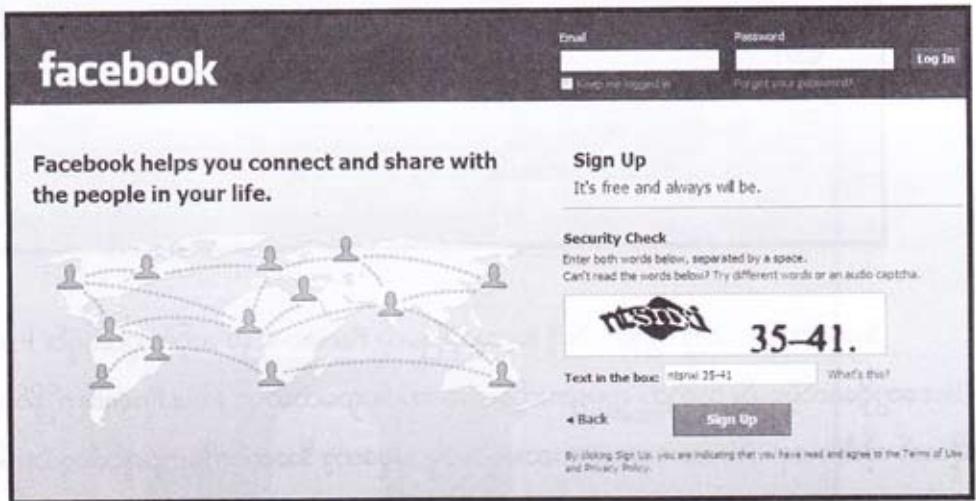 facebook
Email
Password
Log In
Keep me logged in
Forgot your password?
Facebook helps you connect and share with
the people in your life.
Sign Up
It's free and always will be.
Security Check
Enter both words below, separated by a space.
Can't read the words below? Try different words or an audio captcha.
35–41.
Text in the box: ntsnxi 35-41
What's this?
◂ Back
Sign Up
By clicking Sign Up, you are indicating that you have read and agree to the Terms of Use
and Privacy Policy.